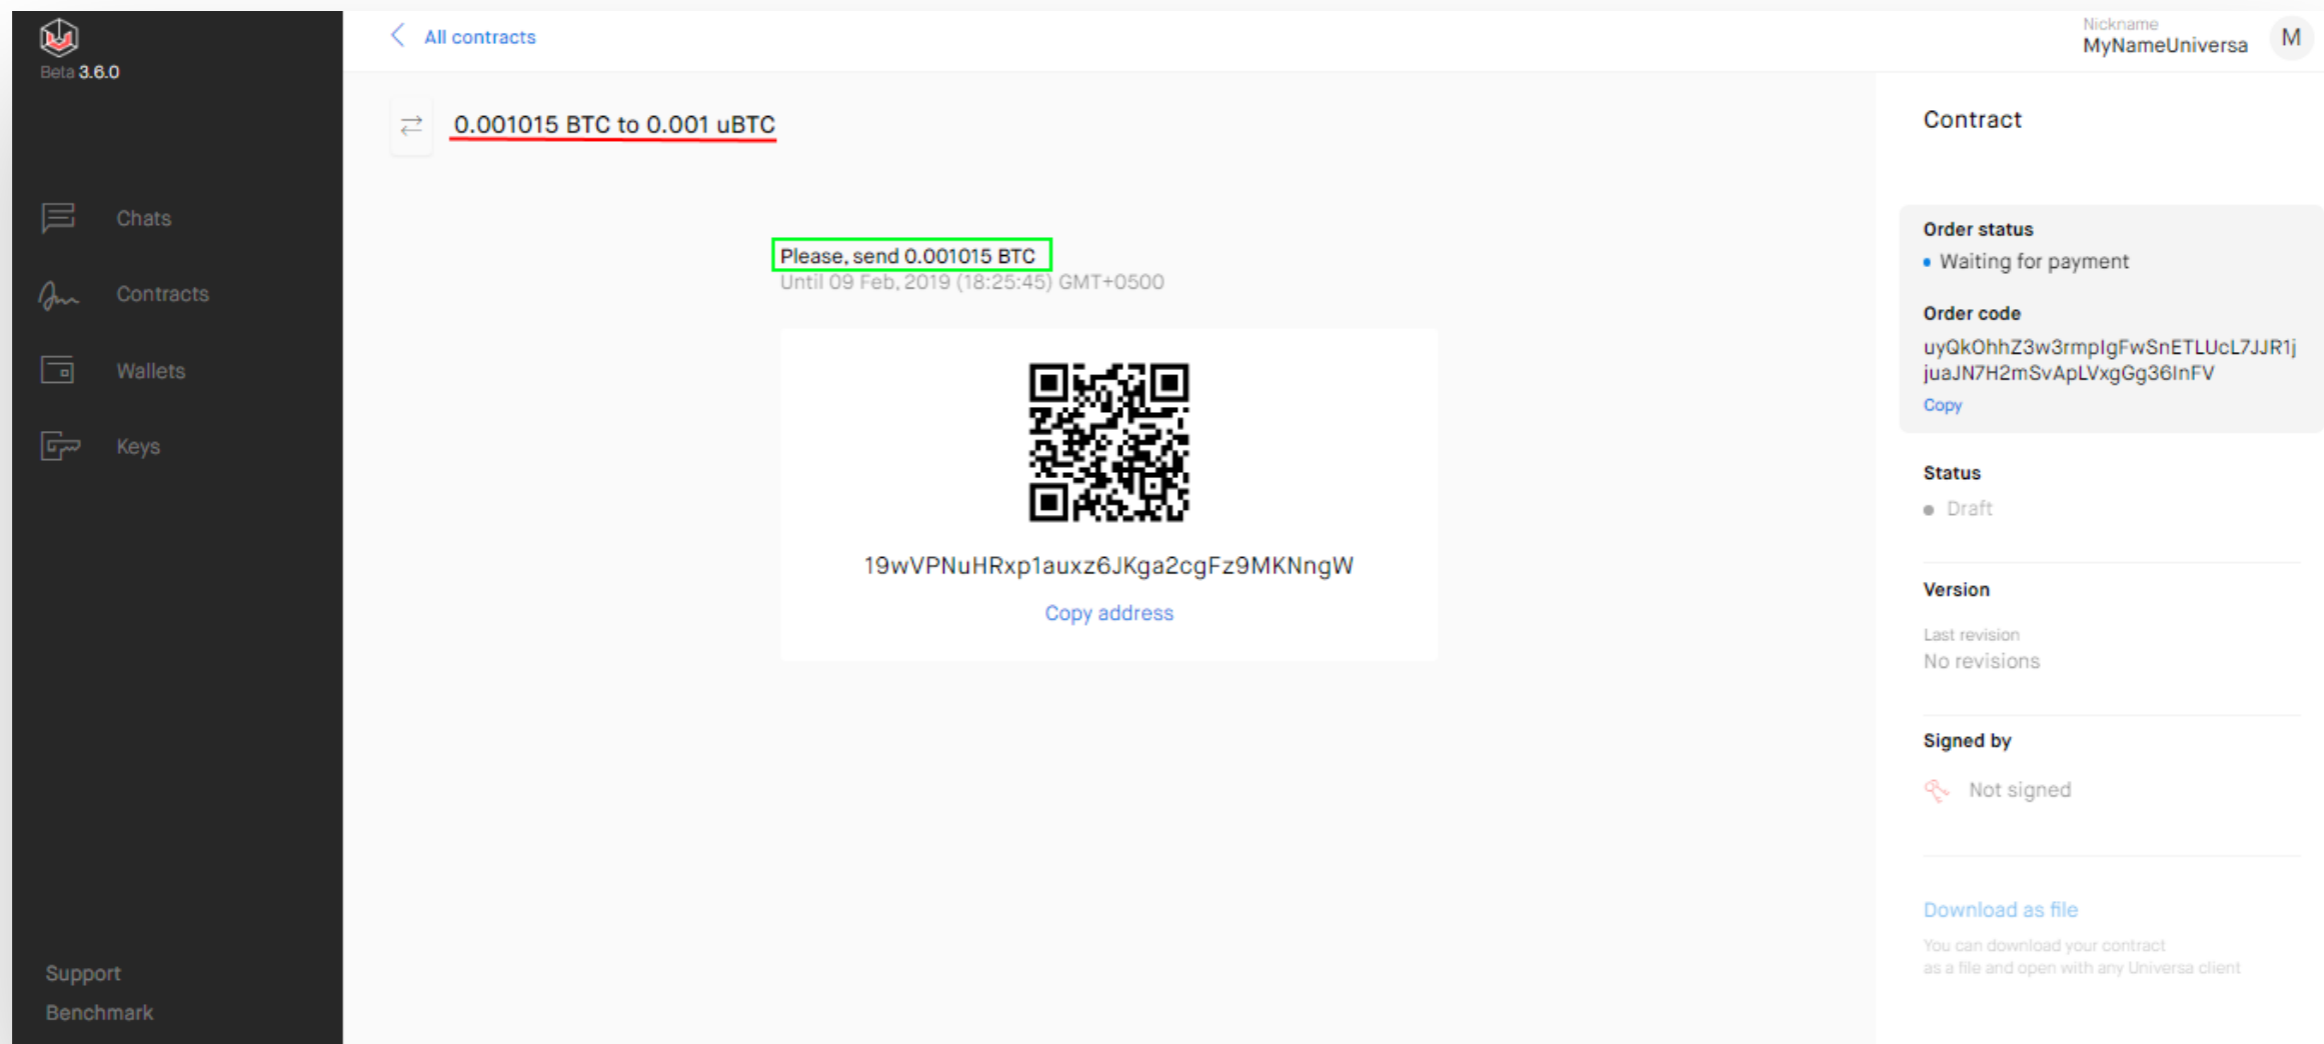 Beta 3.6.0
Chats
Contracts
Wallets
Keys
Support
Benchmark
All contracts
Nickname
MyNameUniversa
M
0.001015 BTC to 0.001 uBTC
Please, send 0.001015 BTC
Until 09 Feb, 2019 (18:25:45) GMT+0500
19wVPNuHRxp1auxz6JKga2cgFz9MKNngW
Copy address
Contract
Order status
Waiting for payment
Order code
uyQkOhhZ3w3rmpIgFwSnETLUcL7JJR1j
juaJN7H2mSvApLVxgGg36InFV
Copy
Status
Draft
Version
Last revision
No revisions
Signed by
Not signed
Download as file
You can download your contract
as a file and open with any Universa client